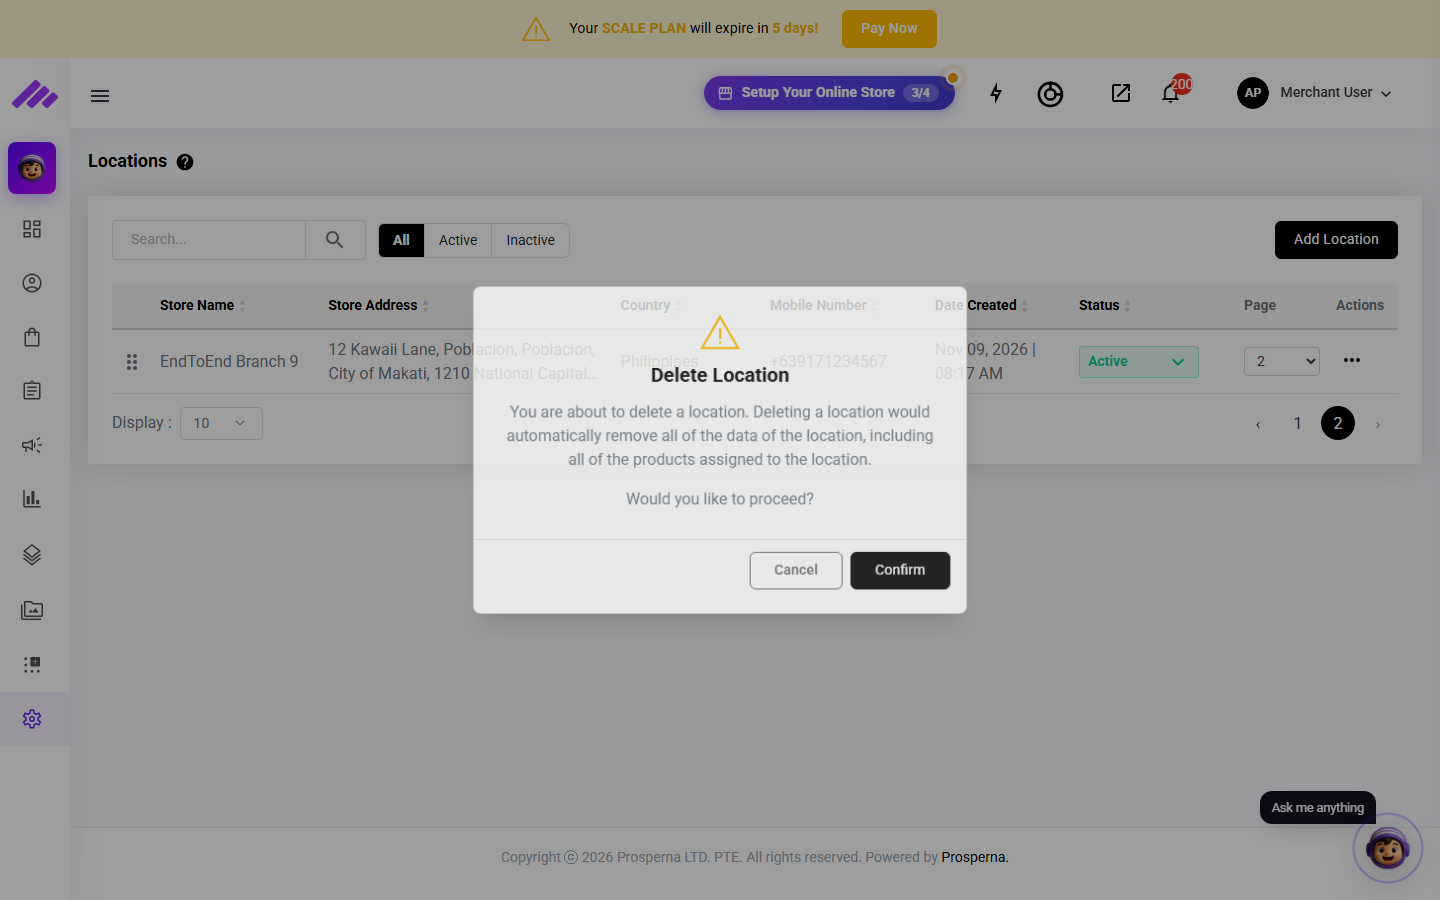 Your SCALE PLAN will expire in 5 days!
Pay Now
Setup Your Online Store 3/4
200
AP
Merchant User
Locations
Search...
All
Active
Inactive
Add Location
Store Name
Store Address
Country
Mobile Number
Date Created
Status
Page
Actions
EndToEnd Branch 9
12 Kawaii Lane, Poblacion, Poblacion,
City of Makati, 1210 National Capital...
Philippines
+639171234567
Nov 09, 2026 |
08:17 AM
Active
2
Delete Location
You are about to delete a location. Deleting a location would
automatically remove all of the data of the location, including
all of the products assigned to the location.
Would you like to proceed?
Cancel
Confirm
Display :
10
‹
1
2
›
Ask me anything
Copyright © 2026 Prosperna LTD. PTE. All rights reserved. Powered by Prosperna.